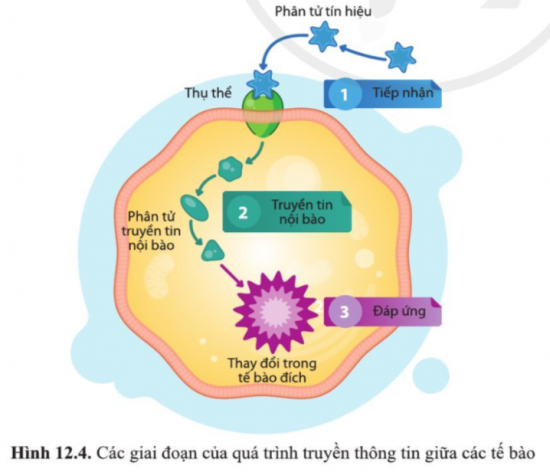 Phân tử tín hiệu
Thụ thể
1 Tiếp nhận
Phân tử
truyền tin
nội bào
2 Truyền tin
nội bào
3 Đáp ứng
Thay đổi trong
tế bào đích
Hình 12.4. Các giai đoạn của quá trình truyền thông tin giữa các tế bào